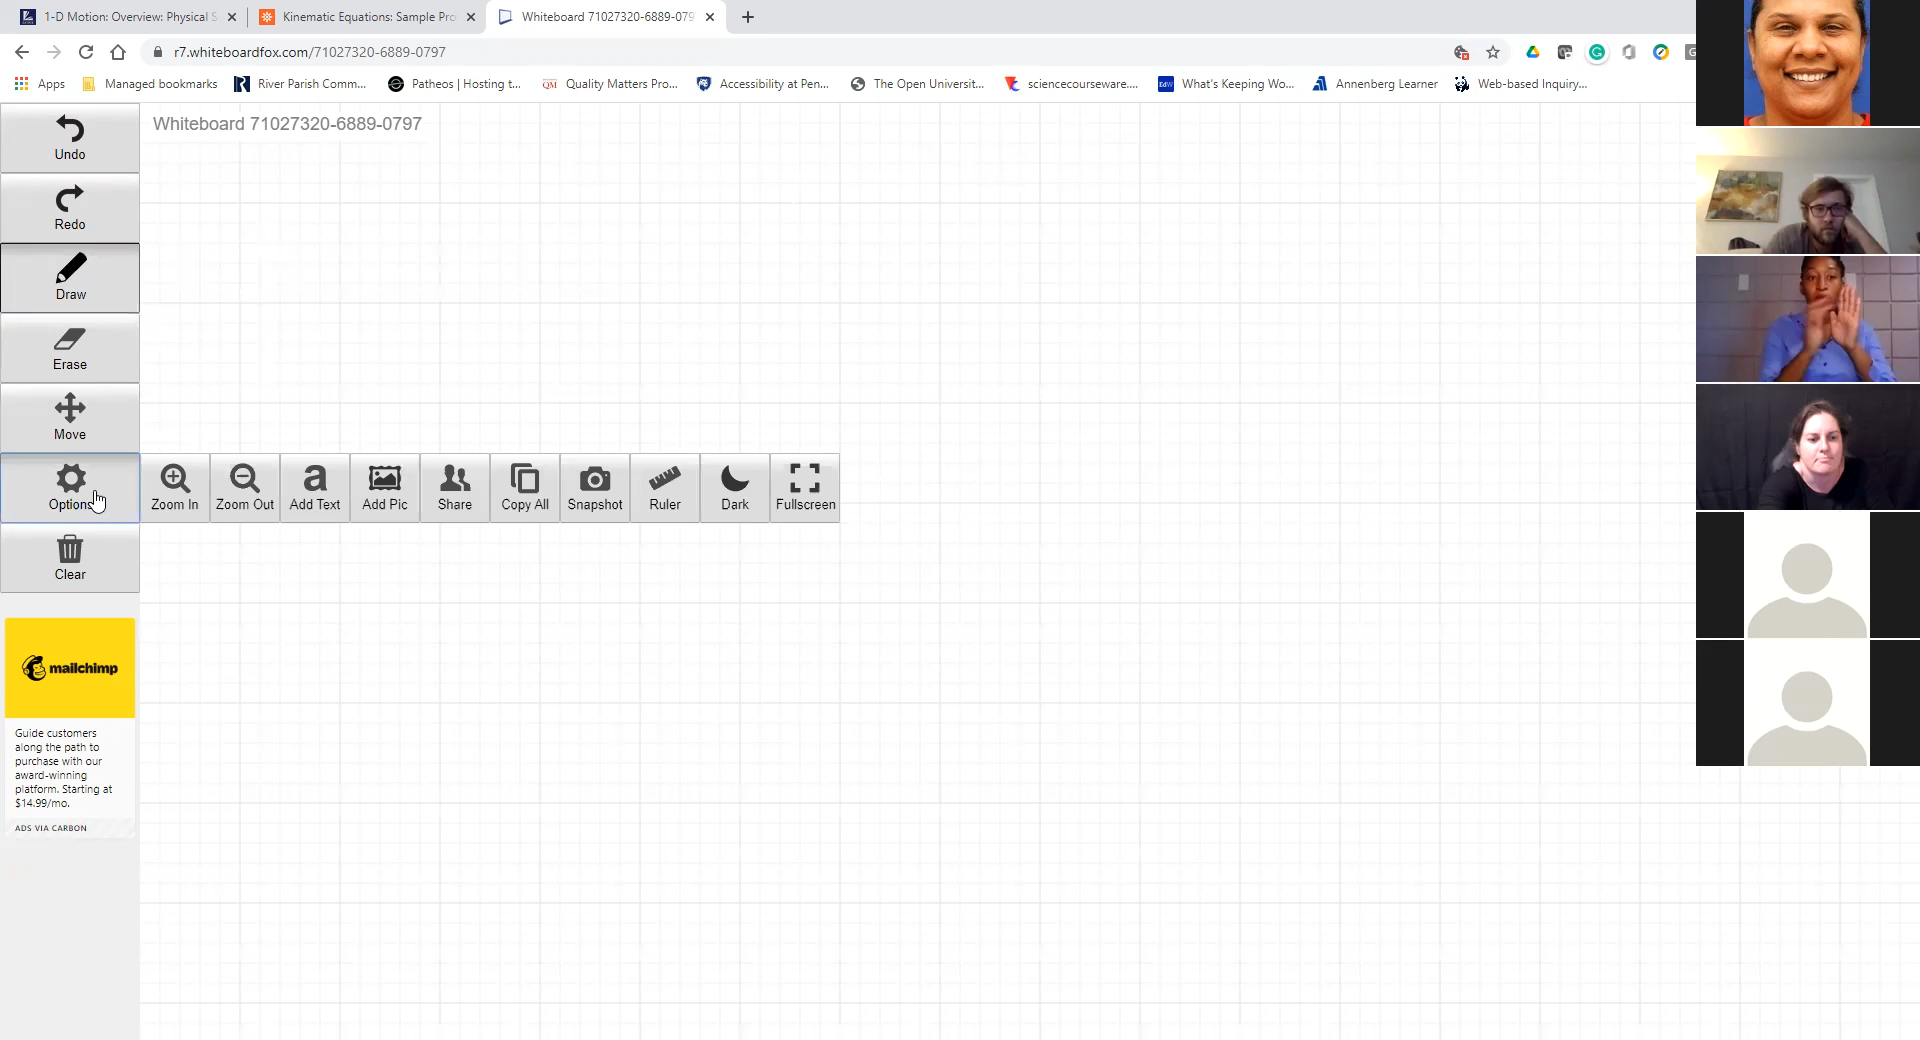 1-D Motion: Overview: Physical S
Kinematic Equations: Sample Pro
Whiteboard 71027320-6889-079
r7.whiteboardfox.com/71027320-6889-0797
Apps
Managed bookmarks
River Parish Comm...
Patheos | Hosting t...
QM Quality Matters Pro...
Accessibility at Pen...
The Open Universit...
sciencecourseware....
EdW What's Keeping Wo...
Annenberg Learner
Web-based Inquiry...
Whiteboard 71027320-6889-0797
Undo
Redo
Draw
Erase
Move
Options
Zoom In
Zoom Out
a
Add Text
Add Pic
Share
Copy All
Snapshot
Ruler
Dark
Fullscreen
Clear
mailchimp
Guide customers
along the path to
purchase with our
award-winning
platform. Starting at
$14.99/mo.
ADS VIA CARBON